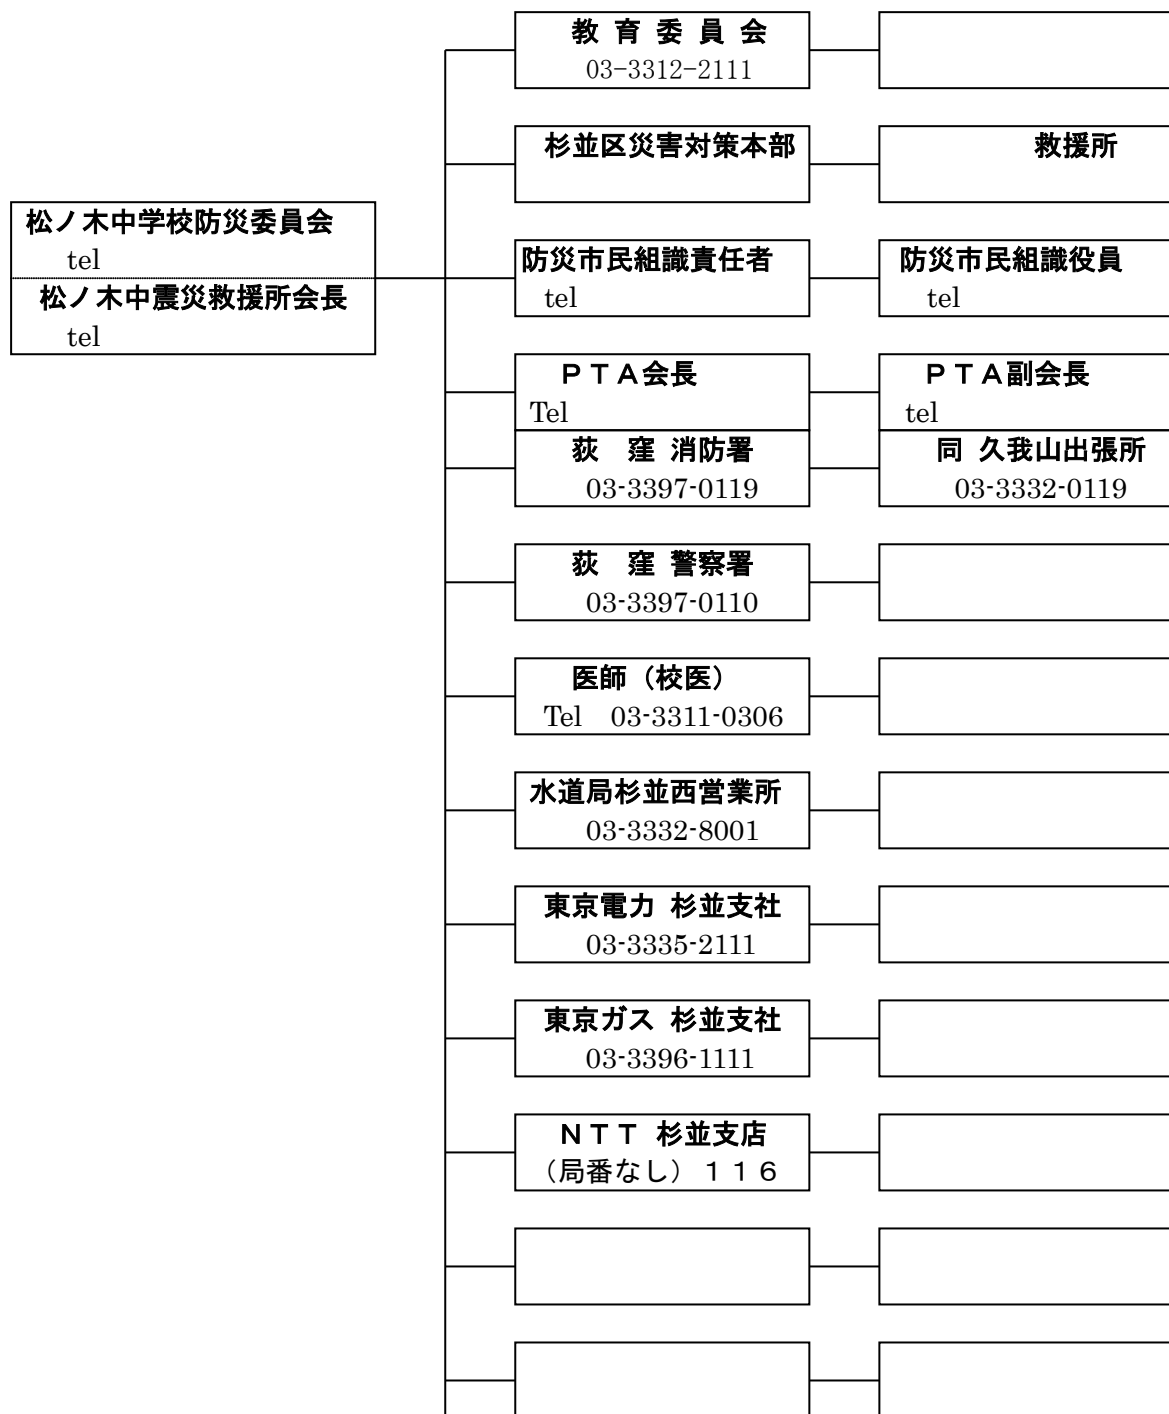 教 育 委 員 会
03-3312-2111
杉並区災害対策本部
救援所
松ノ木中学校防災委員会
tel
松ノ木中震災救援所会長
tel
防災市民組識責任者
tel
防災市民組識役員
tel
ＰＴＡ会長
Tel
ＰＴＡ副会長
tel
荻　窪 消防署
03-3397-0119
同 久我山出張所
03-3332-0119
荻　窪 警察署
03-3397-0110
医師（校医）
Tel　03-3311-0306
水道局杉並西営業所
03-3332-8001
東京電力 杉並支社
03-3335-2111
東京ガス 杉並支社
03-3396-1111
ＮＴＴ 杉並支店
（局番なし）１１６